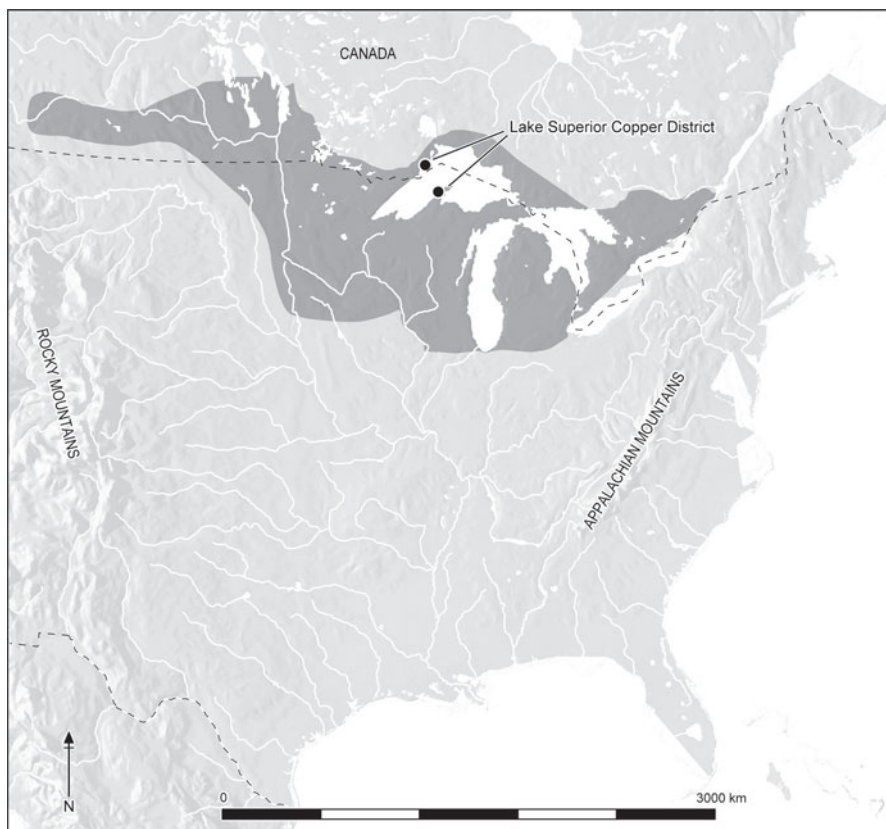 CANADA
Lake Superior Copper District
ROCKY MOUNTAINS
APPALACHIAN MOUNTAINS
N
0
3000 km